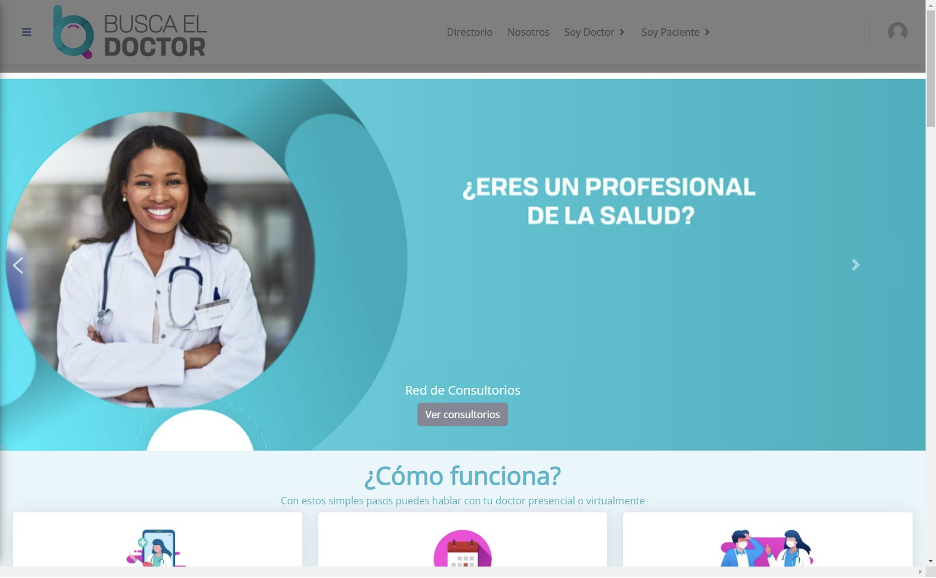 BUSCA EL
DOCTOR
Directorio
Nosotros
Soy Doctor
Soy Paciente
¿ERES UN PROFESIONAL
DE LA SALUD?
Red de Consultorios
Ver consultorios
¿Cómo funciona?
Con estos simples pasos puedes hablar con tu doctor presencial o virtualmente